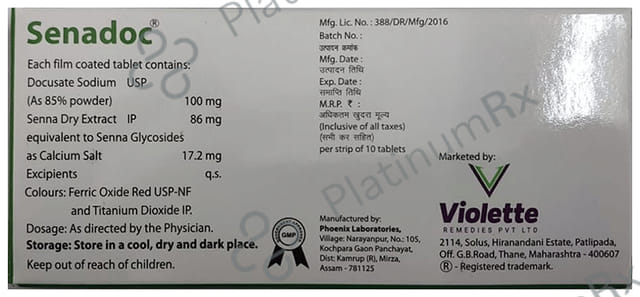 Senadoc®
Each film coated tablet contains:
Docusate Sodium USP
(As 85% powder) 100 mg
Senna Dry Extract IP 86 mg
equivalent to Senna Glycosides
as Calcium Salt 17.2 mg
Excipients q.s.
Colours: Ferric Oxide Red USP-NF
and Titanium Dioxide IP.
Dosage: As directed by the Physician.
Storage: Store in a cool, dry and dark place.
Keep out of reach of children.
Mfg. Lic. No. : 388/DR/Mfg/2016
Batch No. :
उत्पादन क्रमांक
Mfg. Date :
उत्पादन तिथि
Exp. Date :
समाप्ति तिथि
M.R.P. ₹ :
अधिकतम खुदरा मूल्य
(Inclusive of all taxes)
(सभी कर सहित)
per strip of 10 tablets
GMP
Manufactured by:
Phoenix Laboratories,
Village: Narayanpur, No.: 105,
Kochpara Gaon Panchayat,
Dist: Kamrup (R), Mirza,
Assam - 781125
Marketed by:
Violette
REMEDIES PVT LTD
2114, Solus, Hiranandani Estate, Patlipada,
Off. G.B.Road, Thane, Maharashtra - 400607
® - Registered trademark.
PlatinumRx
PlatinumRx